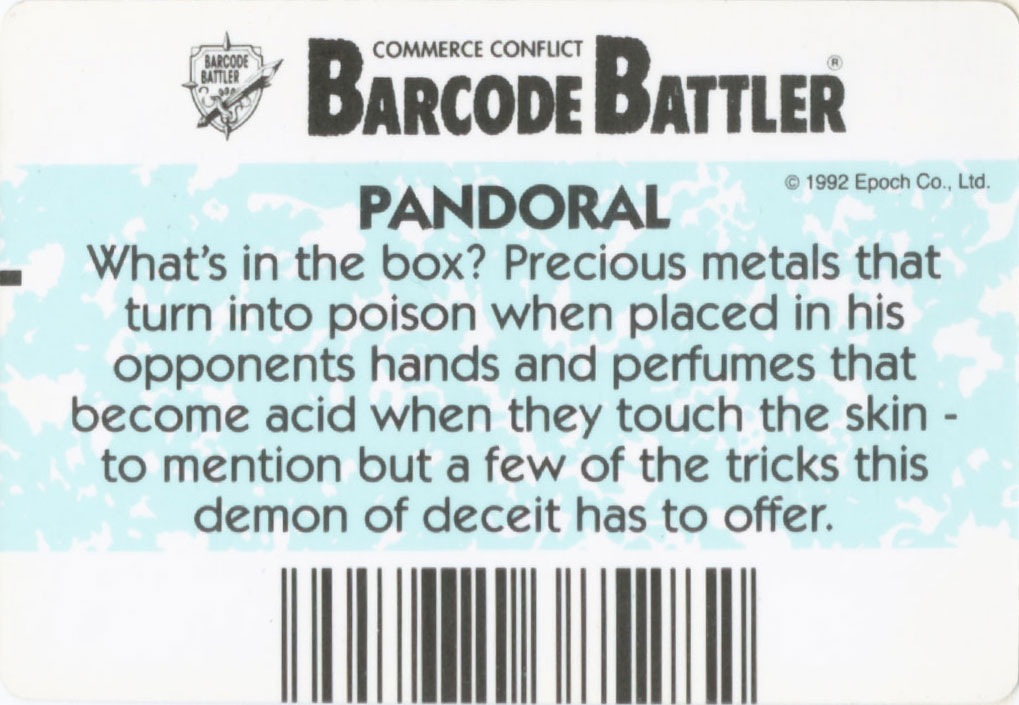 BARCODE
BATTLER
COMMERCE CONFLICT
BARCODE BATTLER ®
© 1992 Epoch Co., Ltd.
PANDORAL
What's in the box? Precious metals that
turn into poison when placed in his
opponents hands and perfumes that
become acid when they touch the skin -
to mention but a few of the tricks this
demon of deceit has to offer.